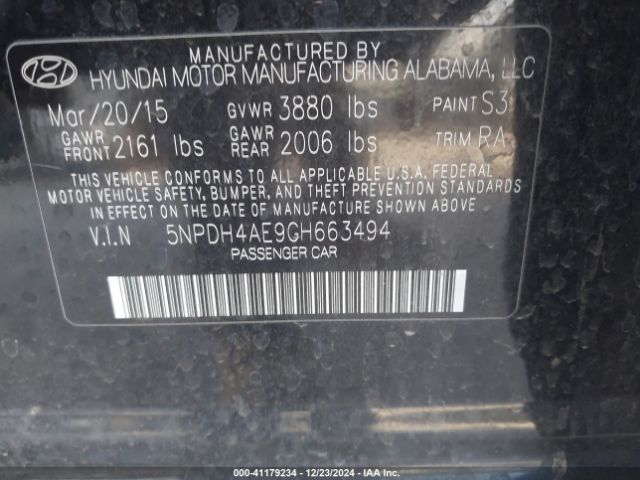 MANUFACTURED BY
HYUNDAI MOTOR MANUFACTURING ALABAMA, LLC
Mar/20/15 GVWR 3880 lbs PAINT S3
GAWR FRONT 2161 lbs GAWR REAR 2006 lbs TRIM RA
THIS VEHICLE CONFORMS TO ALL APPLICABLE U.S.A. FEDERAL
MOTOR VEHICLE SAFETY, BUMPER, AND THEFT PREVENTION STANDARDS
IN EFFECT ON THE DATE OF MANUFACTURE SHOWN ABOVE
V.I.N 5NPDH4AE9GH663494
PASSENGER CAR
000-41179234 - 12/23/2024 - IAA Inc.